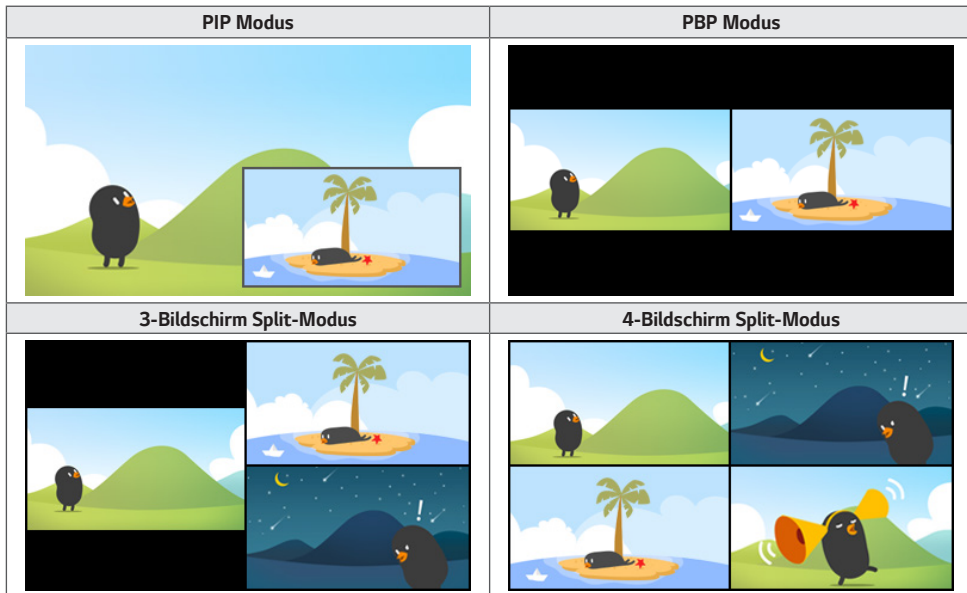 PIP Modus
PBP Modus
3-Bildschirm Split-Modus
4-Bildschirm Split-Modus